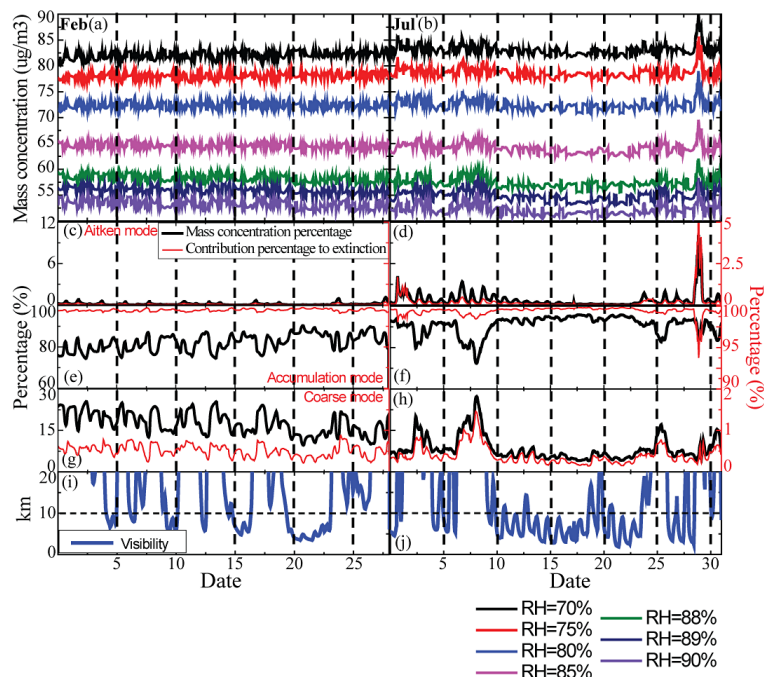 Feb(a)
Jul(b)
Mass concentration (ug/m3)
90
85
80
75
70
65
60
55
12
6
0
(c) Aitken mode
Mass concentration percentage
Contribution percentage to extinction
(d)
5
2.5
0
Percentage (%)
80
60
(e)
Accumulation mode
(f)
100
95
90
Percentage (%)
30
15
0
Coarse mode
(g)
(h)
2
1
0
km
20
10
0
(i)
Visibility
(j)
5 10 15 20 25
5 10 15 20 25 30
Date
Date
RH=70%
RH=75%
RH=80%
RH=85%
RH=88%
RH=89%
RH=90%